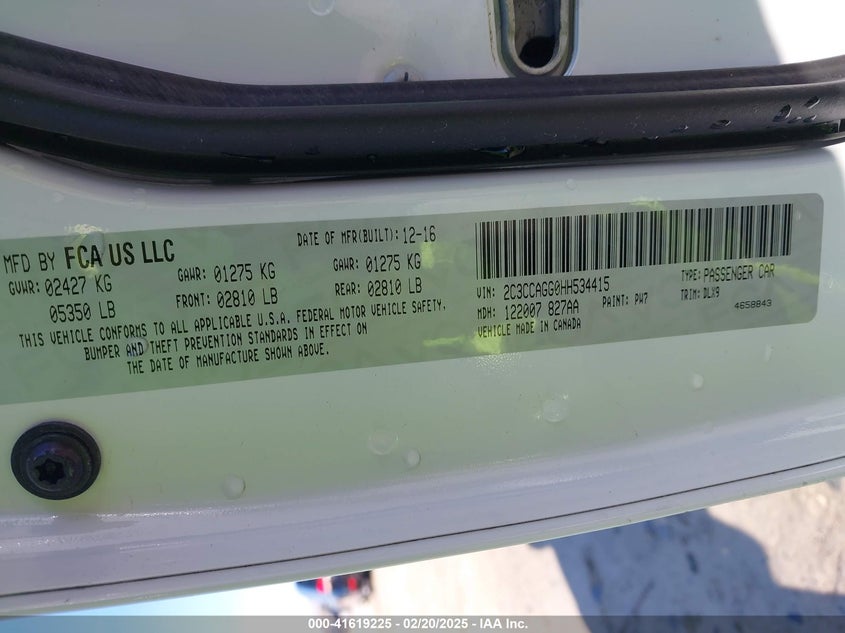 MFD BY FCA US LLC
DATE OF MFR(BUILT): 12-16
GVWR: 02427 KG
GAWR: 01275 KG
GAWR: 01275 KG
05350 LB
FRONT: 02810 LB
REAR: 02810 LB
THIS VEHICLE CONFORMS TO ALL APPLICABLE U.S.A. FEDERAL MOTOR VEHICLE SAFETY,
BUMPER AND THEFT PREVENTION STANDARDS IN EFFECT ON
THE DATE OF MANUFACTURE SHOWN ABOVE.
VIN: 2C3CCAGG0HH534415
TYPE: PASSENGER CAR
MDH: 122007 827AA
PAINT: PW7
TRIM: DLX9
VEHICLE MADE IN CANADA
4658843
000-41619225 - 02/20/2025 - IAA Inc.